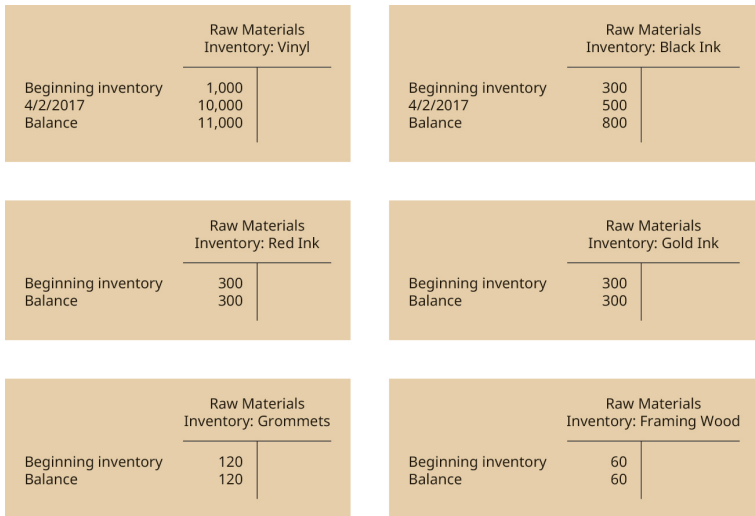 Raw Materials
Inventory: Vinyl
Beginning inventory 1,000
4/2/2017 10,000
Balance 11,000
Raw Materials
Inventory: Black Ink
Beginning inventory 300
4/2/2017 500
Balance 800
Raw Materials
Inventory: Red Ink
Beginning inventory 300
Balance 300
Raw Materials
Inventory: Gold Ink
Beginning inventory 300
Balance 300
Raw Materials
Inventory: Grommets
Beginning inventory 120
Balance 120
Raw Materials
Inventory: Framing Wood
Beginning inventory 60
Balance 60